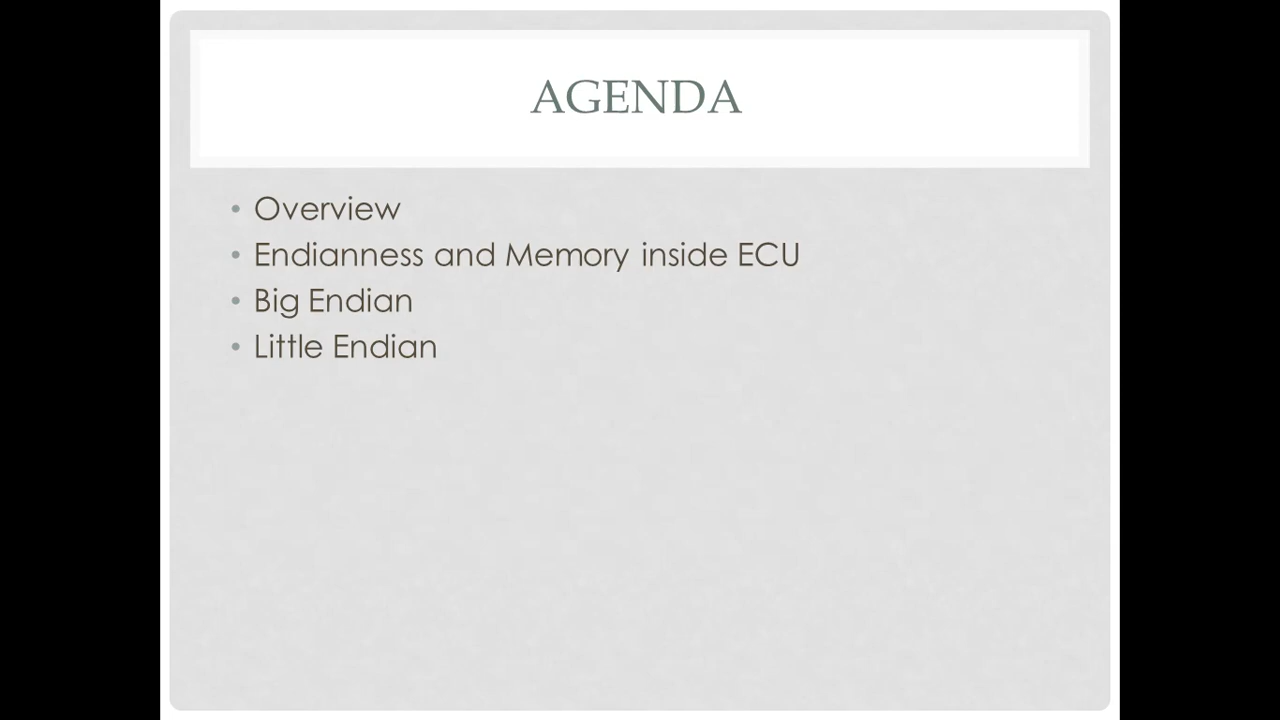 AGENDA
• Overview
• Endianness and Memory inside ECU
• Big Endian
• Little Endian